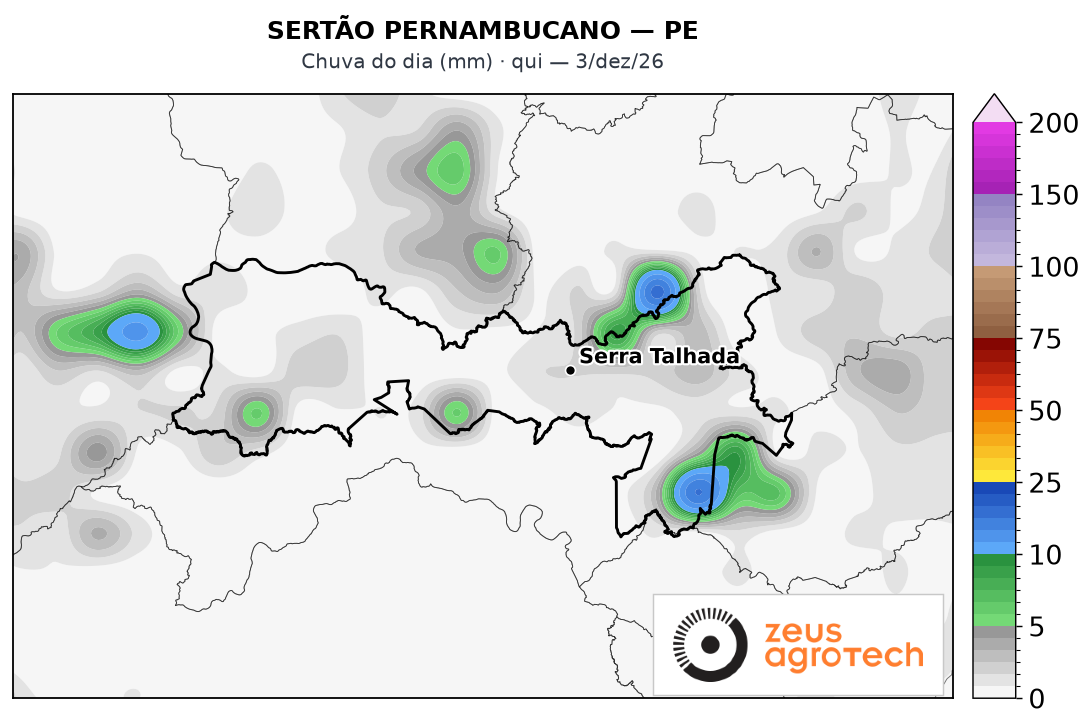 SERTÃO PERNAMBUCANO — PE
Chuva do dia (mm) · qui — 3/dez/26
200
150
100
75
50
25
10
5
0
Serra Talhada
zeus
agrotech